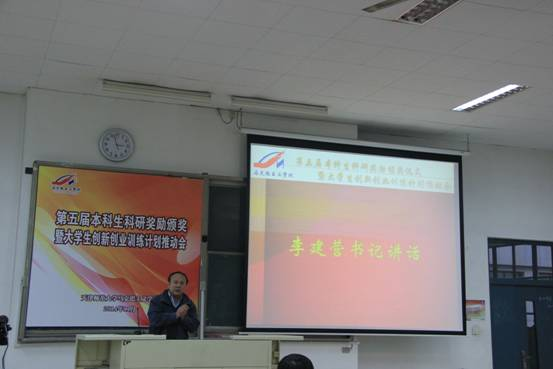 第五届本科生科研奖励颁奖
暨大学生创新创业训练计划推动会
第五届本科生科研奖励颁奖仪式
暨大学生创新创业训练计划推动会
李建营书记讲话